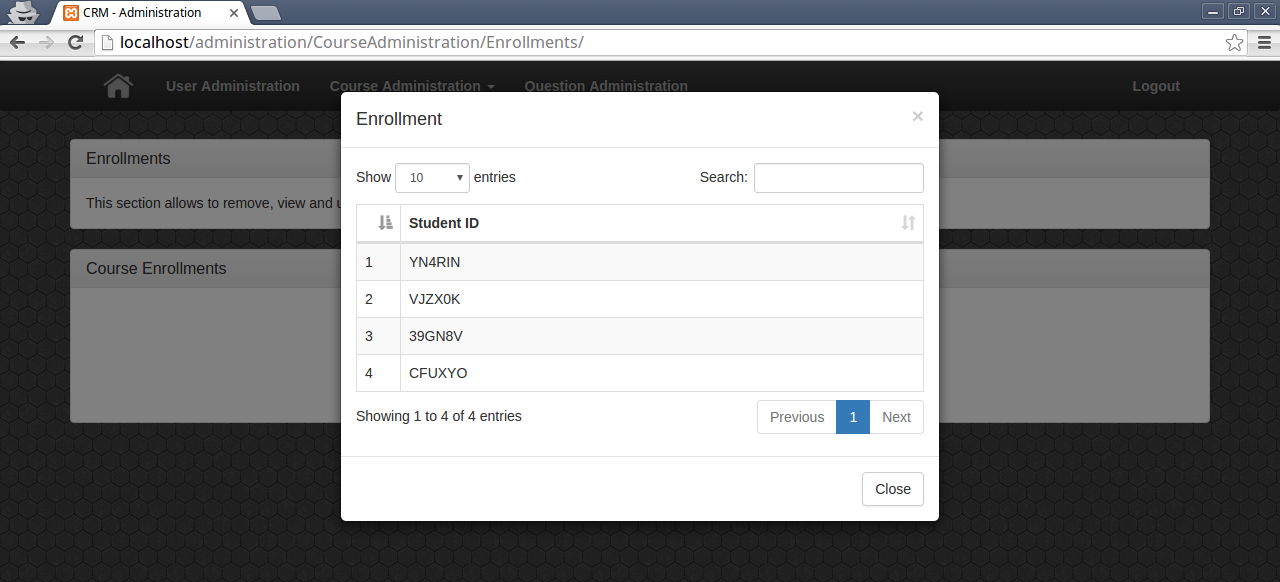 CRM - Administration
localhost/administration/CourseAdministration/Enrollments/
User Administration Course Administration Question Administration Logout
Enrollment ×
Enrollments
Show 10 entries Search:
This section allows to remove, view and
Student ID
1 YN4RIN
Course Enrollments
2 VJZX0K
3 39GN8V
4 CFUXYO
Showing 1 to 4 of 4 entries Previous 1 Next
Close